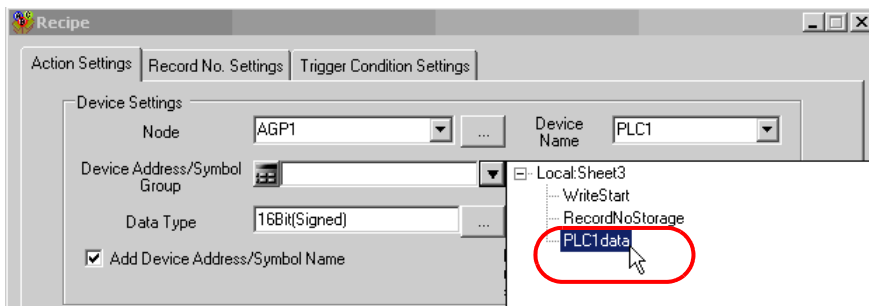 Recipe
Action Settings Record No. Settings Trigger Condition Settings
Device Settings
Node AGP1 ... Device Name PLC1
Device Address/Symbol Group
Local:Sheet3
WriteStart
RecordNoStorage
PLC1data
Data Type 16Bit(Signed) ...
Add Device Address/Symbol Name